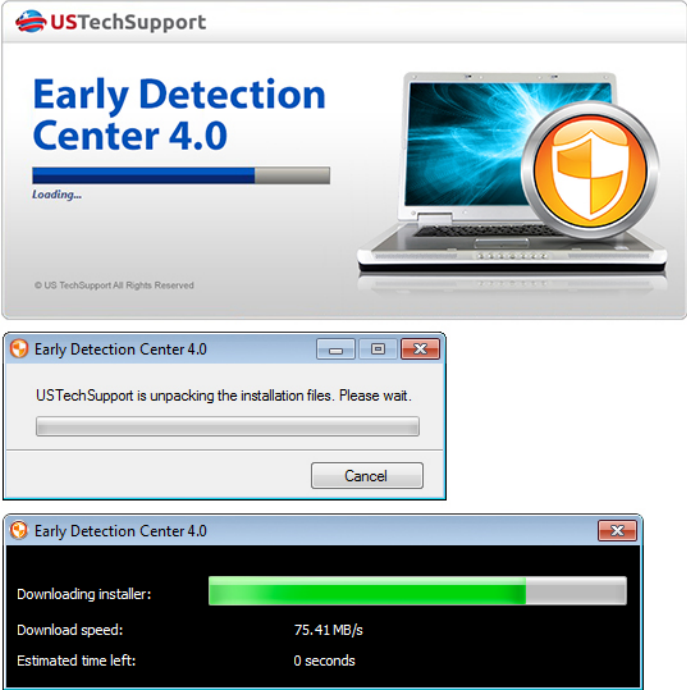 USTechSupport
Early Detection
Center 4.0
Loading...
© US TechSupport All Rights Reserved
Early Detection Center 4.0
USTechSupport is unpacking the installation files. Please wait.
Cancel
Early Detection Center 4.0
Downloading installer:
Download speed: 75.41 MB/s
Estimated time left: 0 seconds